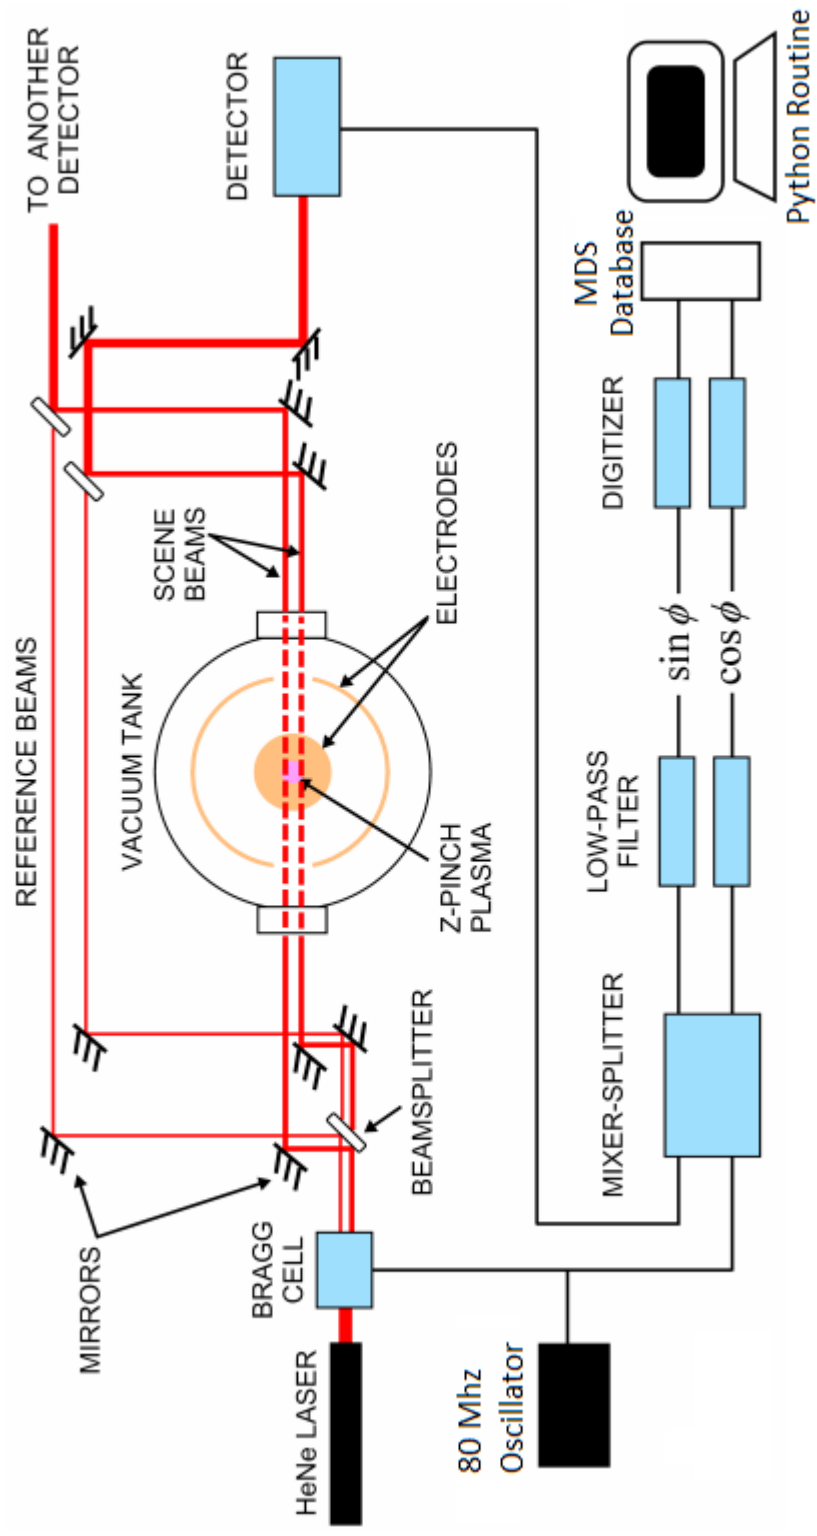 TO ANOTHER
DETECTOR
DETECTOR
REFERENCE BEAMS
SCENE
BEAMS
VACUUM TANK
ELECTRODES
Z-PINCH
PLASMA
MIRRORS
BRAGG
CELL
BEAMSPLITTER
HeNe LASER
80 Mhz
Oscillator
MIXER-SPLITTER
LOW-PASS
FILTER
sin ϕ
cos ϕ
DIGITIZER
MDS
Database
Python Routine